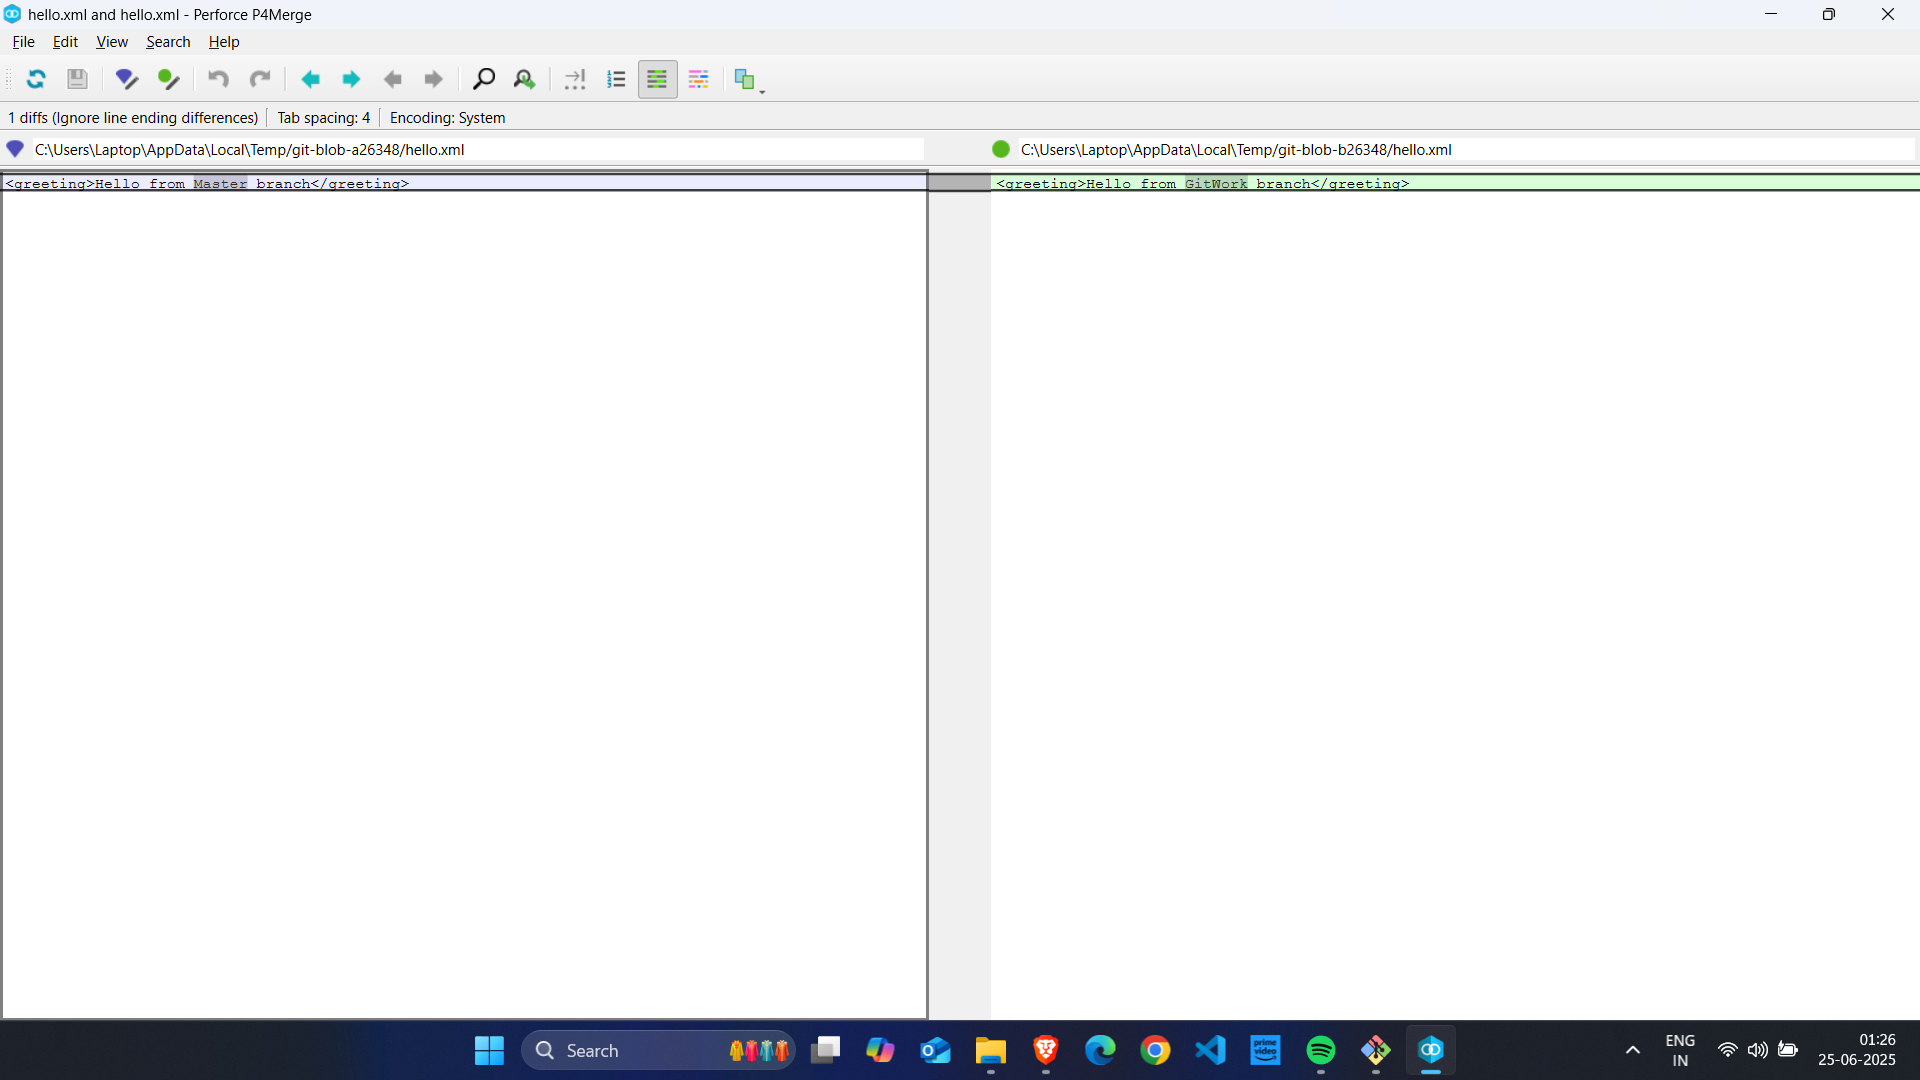 hello.xml and hello.xml - Perforce P4Merge
File Edit View Search Help
1 diffs (Ignore line ending differences) Tab spacing: 4 Encoding: System
C:\Users\Laptop\AppData\Local\Temp/git-blob-a26348/hello.xml
C:\Users\Laptop\AppData\Local\Temp/git-blob-b26348/hello.xml
<greeting>Hello from Master branch</greeting>
<greeting>Hello from GitWork branch</greeting>
Search
prime video
ENG
IN
01:26
25-06-2025